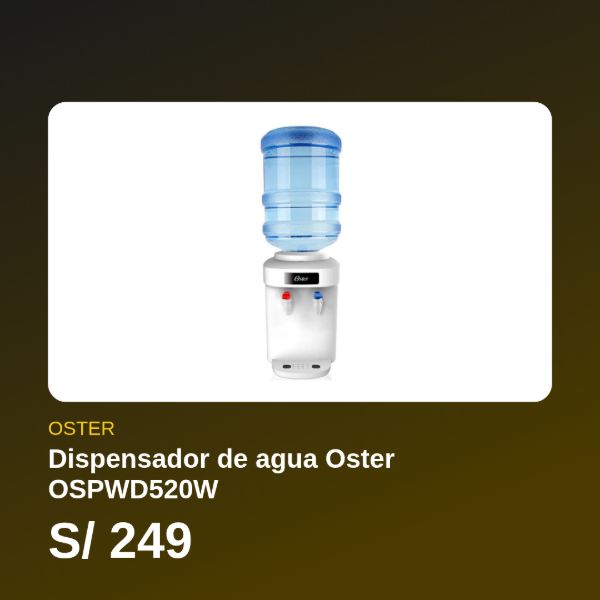 Oster
OSTER
Dispensador de agua Oster
OSPWD520W
S/ 249